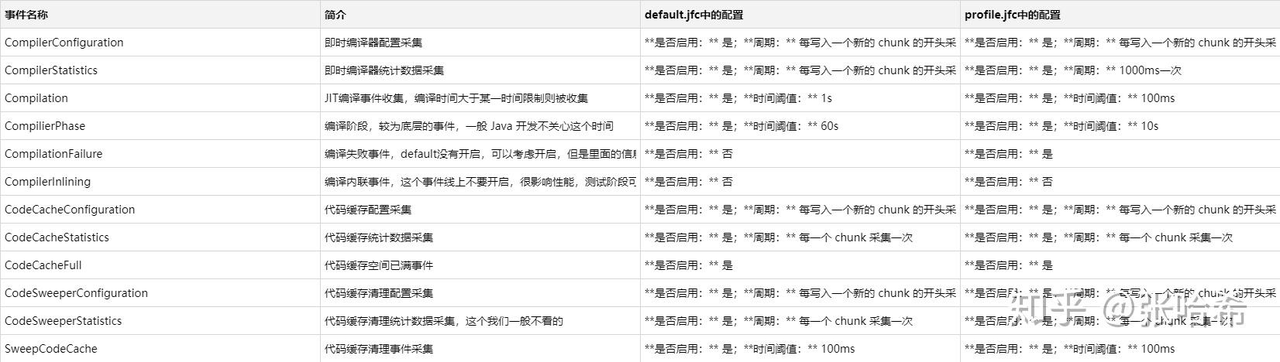 事件名称 简介 default.jfc中的配置 profile.jfc中的配置
CompilerConfiguration 即时编译器配置采集 **是否启用：** 是；**周期：** 每写入一个新的 chunk 的开头采 **是否启用：** 是；**周期：** 每写入一个新的 chunk 的开头采
CompilerStatistics 即时编译器统计数据采集 **是否启用：** 是；**周期：** 每写入一个新的 chunk 的开头采 **是否启用：** 是；**周期：** 1000ms一次
Compilation JIT编译事件收集，编译时间大于某一时间限制则被收集 **是否启用：** 是；**时间阈值：** 1s **是否启用：** 是；**时间阈值：** 100ms
CompilierPhase 编译阶段，较为底层的事件，一般 Java 开发不关心这个时间 **是否启用：** 是；**时间阈值：** 60s **是否启用：** 是；**时间阈值：** 10s
CompilationFailure 编译失败事件，default没有开启，可以考虑开启，但是里面的信息 **是否启用：** 否 **是否启用：** 是
CompilerInlining 编译内联事件，这个事件线上不要开启，很影响性能，测试阶段可 **是否启用：** 否 **是否启用：** 否
CodeCacheConfiguration 代码缓存配置采集 **是否启用：** 是；**周期：** 每写入一个新的 chunk 的开头采 **是否启用：** 是；**周期：** 每写入一个新的 chunk 的开头采
CodeCacheStatistics 代码缓存统计数据采集 **是否启用：** 是；**周期：** 每一个 chunk 采集一次 **是否启用：** 是；**周期：** 每一个 chunk 采集一次
CodeCacheFull 代码缓存空间已满事件 **是否启用：** 是 **是否启用：** 是
CodeSweeperConfiguration 代码缓存清理配置采集 **是否启用：** 是；**周期：** 每写入一个新的 chunk 的开头采 **是否启用：** 是；**周期：** 每写入一个新的 chunk 的开头采
CodeSweeperStatistics 代码缓存清理统计数据采集，这个我们一般不看的 **是否启用：** 是；**周期：** 每一个 chunk 采集一次 **是否启用：** 是；**周期：** 每一个 chunk 采集一次
SweepCodeCache 代码缓存清理事件采集 **是否启用：** 是；**时间阈值：** 100ms **是否启用：** 是；**时间阈值：** 100ms
知乎 @张哈希